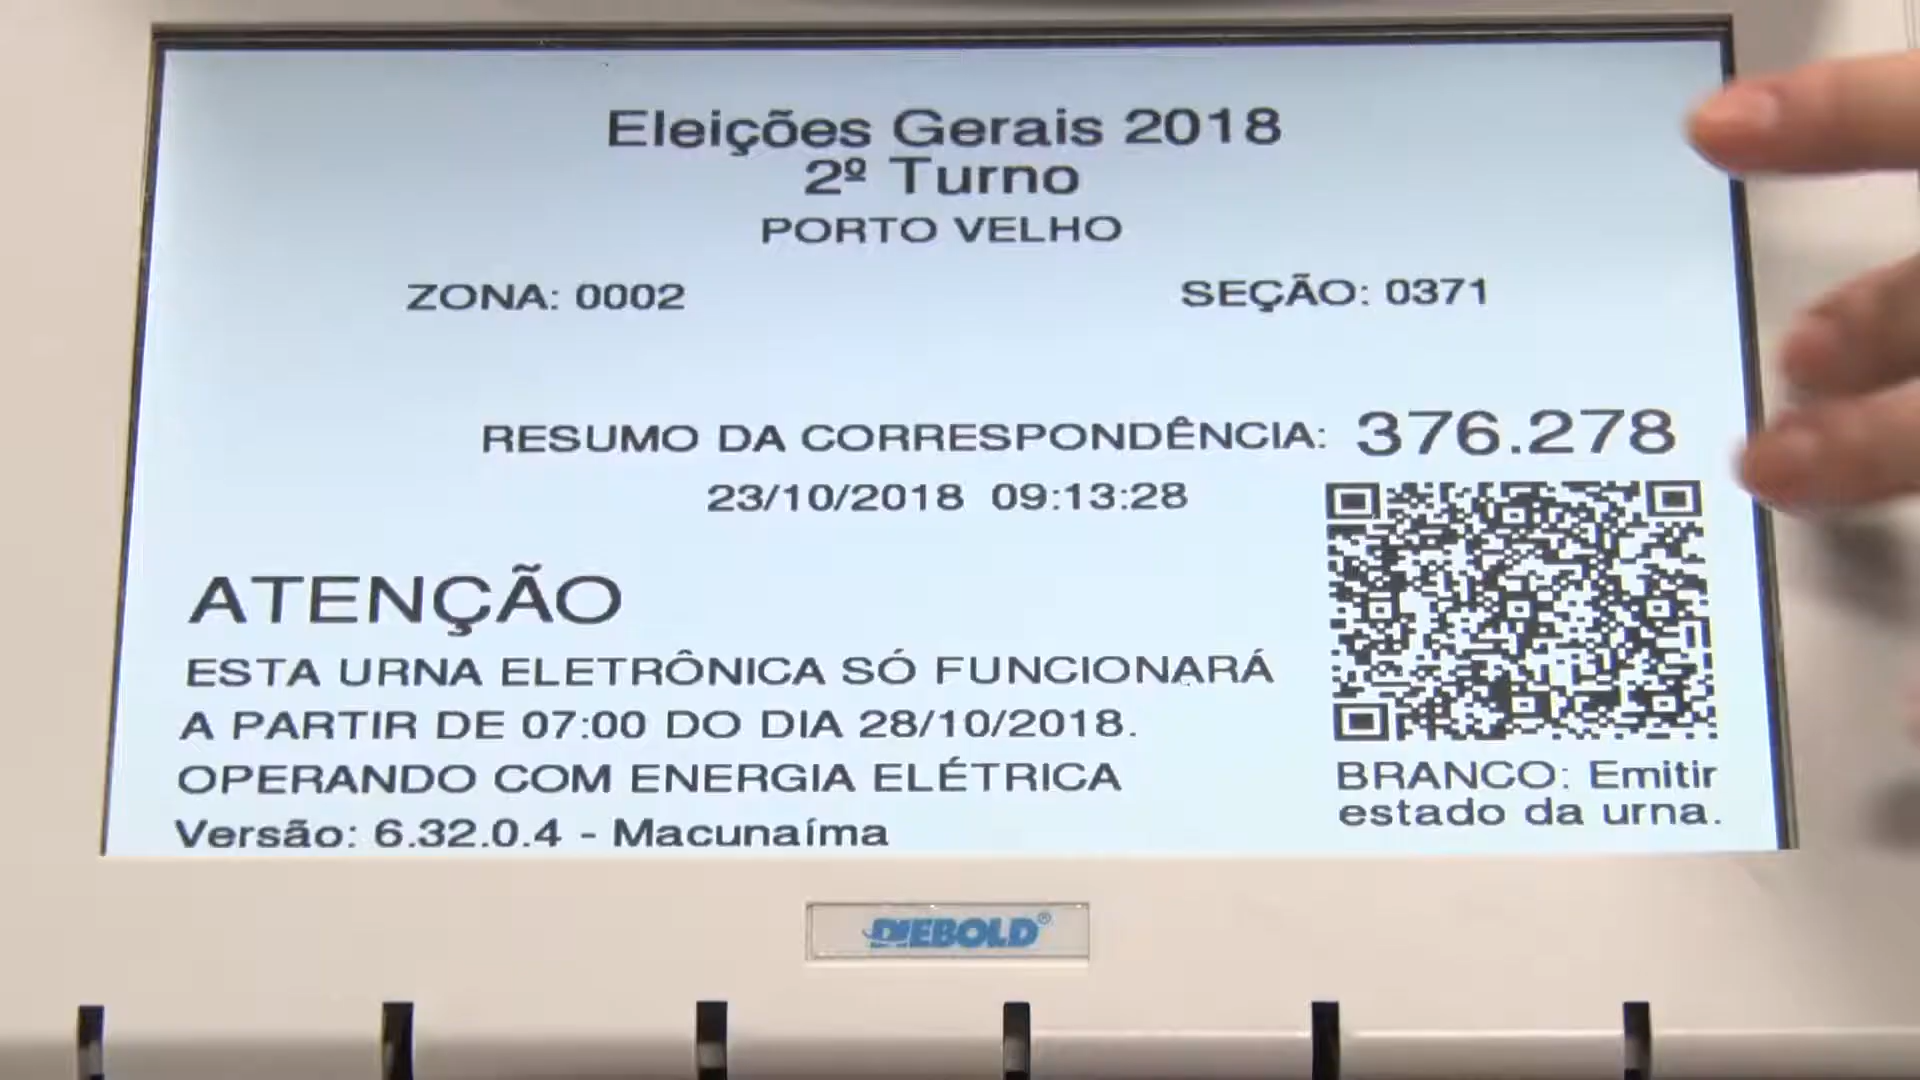 Eleições Gerais 2018
2º Turno
PORTO VELHO
ZONA: 0002 SEÇÃO: 0371
RESUMO DA CORRESPONDÊNCIA: 376.278
23/10/2018 09:13:28
ATENÇÃO
ESTA URNA ELETRÔNICA SÓ FUNCIONARÁ
A PARTIR DE 07:00 DO DIA 28/10/2018.
OPERANDO COM ENERGIA ELÉTRICA
Versão: 6.32.0.4 - Macunaíma
BRANCO: Emitir
estado da urna.
DIEBOLD®